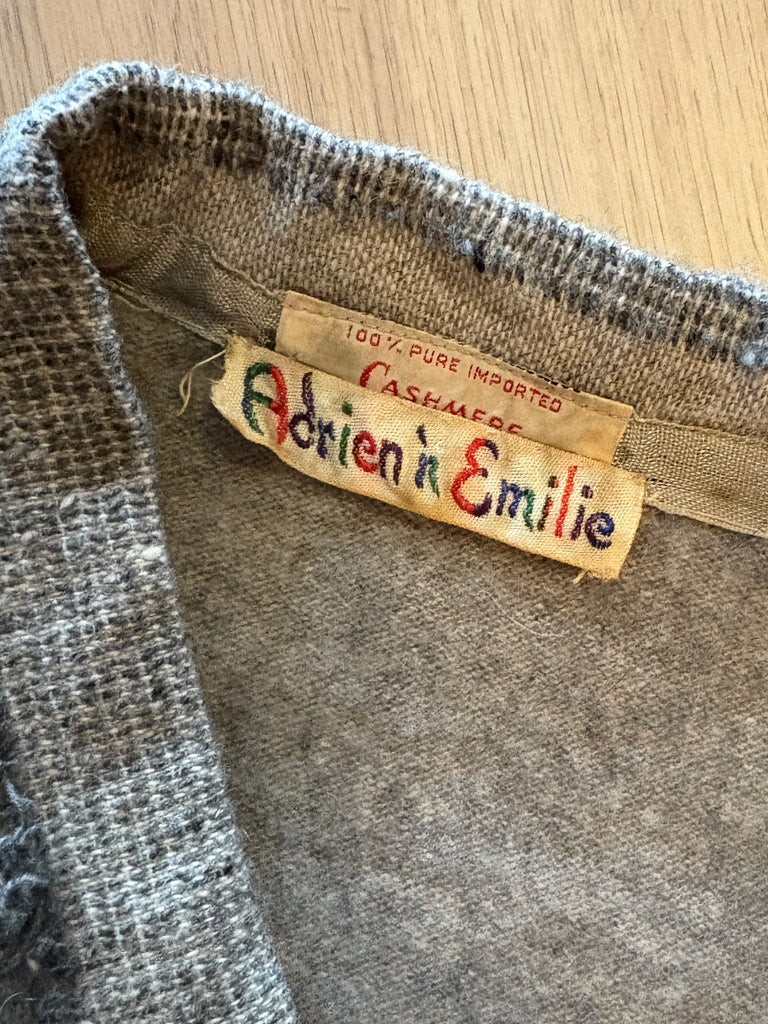 100% PURE IMPORTED
CASHMERE
Adrien 'n Emilie